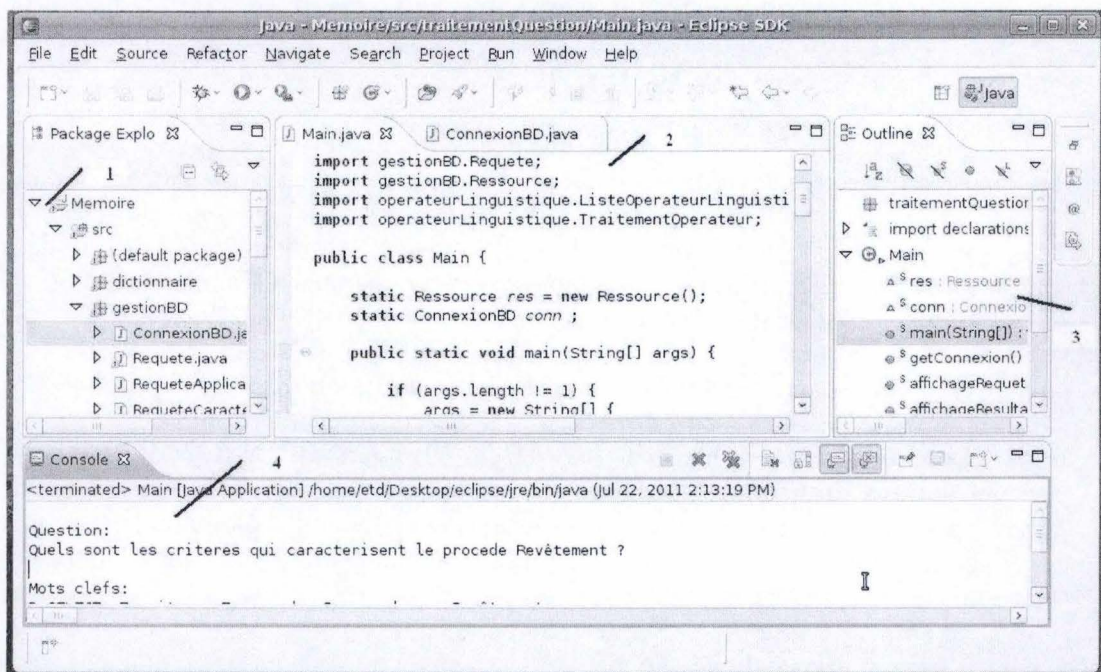 Java - Memoire/src/traitementQuestion/Main.java - Eclipse SDK
File Edit Source Refactor Navigate Search Project Run Window Help
Java
Package Explo
1
Memoire
src
(default package)
dictionnaire
gestionBD
ConnexionBD.ja
Requete.java
RequeteApplica
RequeteCaracte
Main.java ConnexionBD.java
2
import gestionBD.Requete;
import gestionBD.Ressource;
import operateurLinguistique.ListeOperateurLinguisti
import operateurLinguistique.TraitementOperateur;
public class Main {
static Ressource res = new Ressource();
static ConnexionBD conn ;
public static void main(String[] args) {
if (args.length != 1) {
args = new String[] {
Outline
traitementQuestion
import declarations
Main
res : Ressource
conn : Connexio
main(String[]) :
3
getConnexion()
affichageRequet
affichageResulta
Console
4
<terminated> Main [Java Application] /home/etd/Desktop/eclipse/jre/bin/java (Jul 22, 2011 2:13:19 PM)
Question:
Quels sont les criteres qui caracterisent le procede Revêtement ?
Mots clefs: